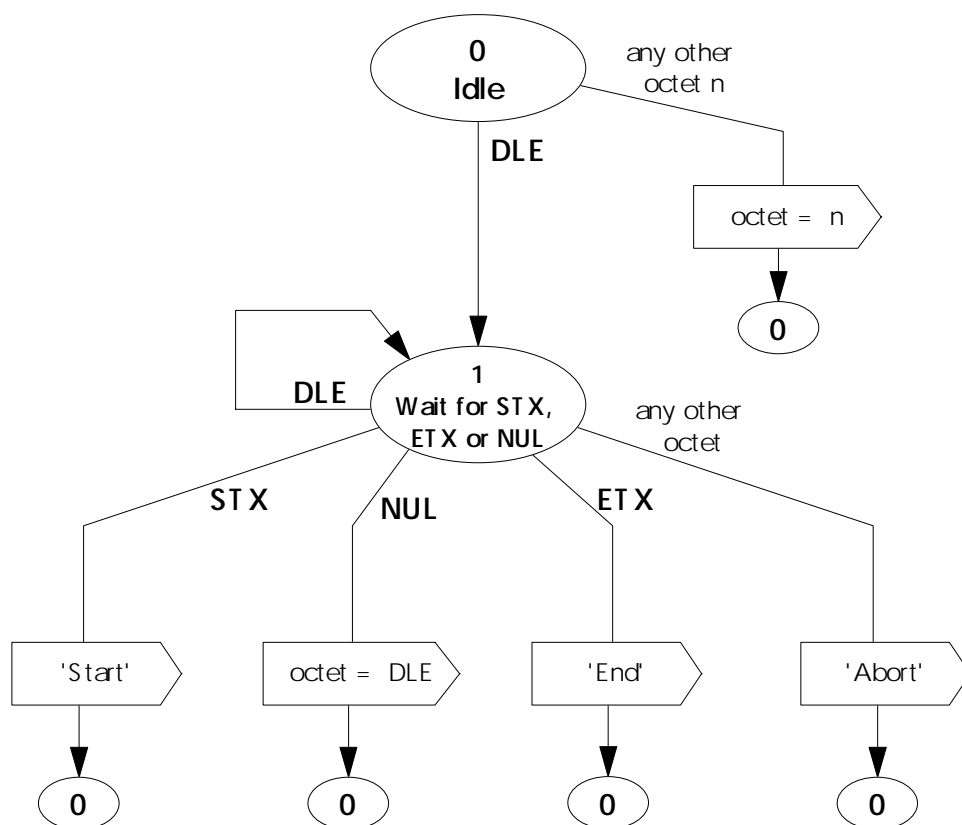 0
Idle
any other
octet n
DLE
octet = n
0
1
Wait for STX,
ETX or NUL
DLE
any other
octet
STX
NUL
ETX
'Start'
octet = DLE
'End'
'Abort'
0
0
0
0